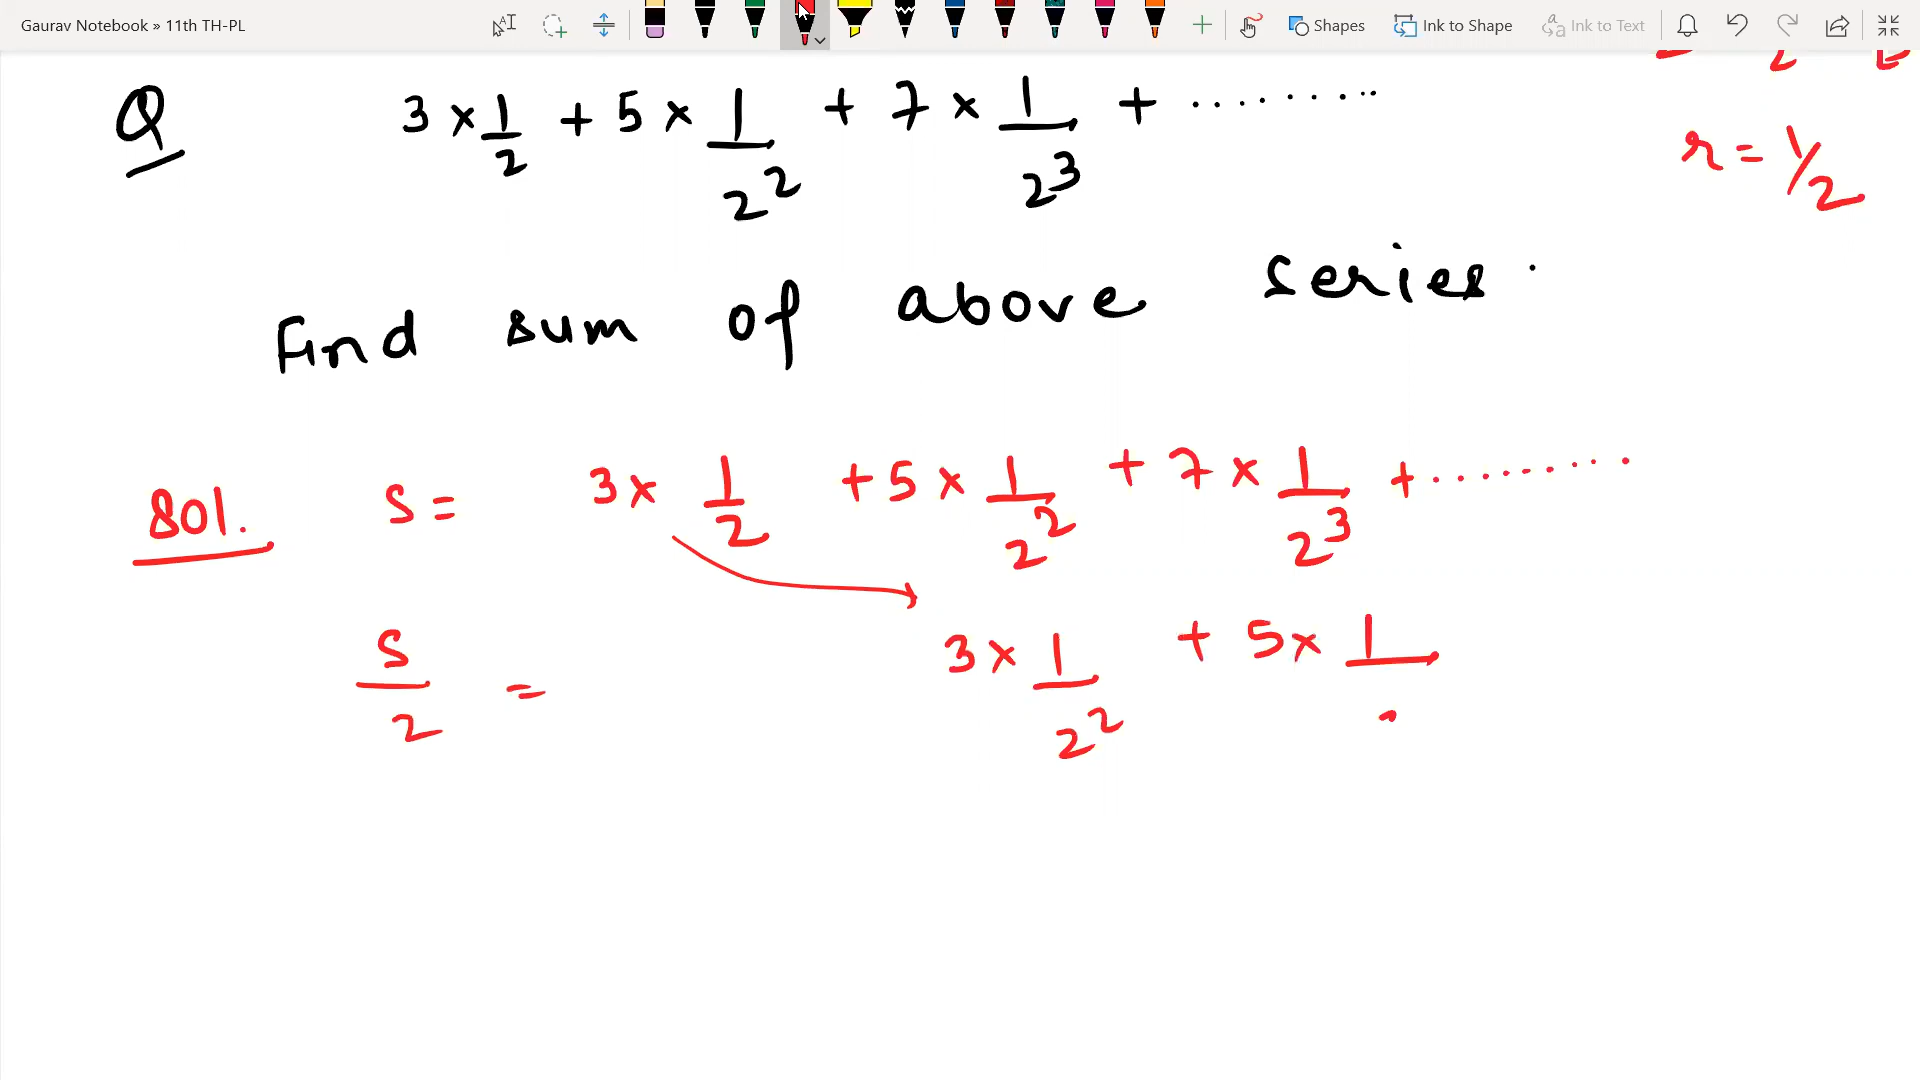 Gaurav Notebook » 11th TH-PL
Shapes
Ink to Shape
Ink to Text
r = 1/2
Q 3 × 1/2 + 5 × 1/2² + 7 × 1/2³ + .........
Find sum of above series.
Sol. S = 3 × 1/2 + 5 × 1/2² + 7 × 1/2³ + .........
S/2 = 3 × 1/2² + 5 × 1/